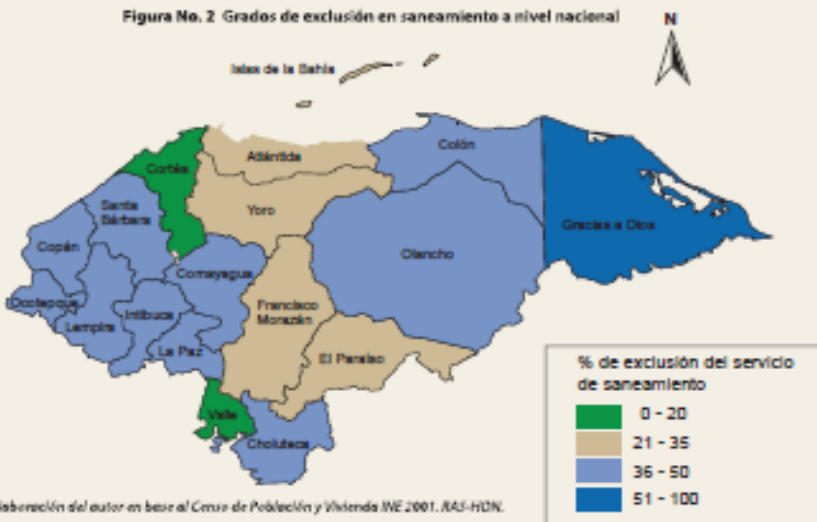 Figura No. 2 Grados de exclusión en saneamiento a nivel nacional
N
Islas de la Bahía
Atlántida
Colón
Cortés
Santa
Bárbara
Yoro
Gracias a Dios
Copán
Comayagua
Olancho
Ocotepeque
Lempira
Intibuca
Francisco
Morazán
La Paz
El Paraíso
Valle
Choluteca
% de exclusión del servicio
de saneamiento
0 - 20
21 - 35
36 - 50
51 - 100
laboración del autor en base al Censo de Población y Vivienda INE 2001. RAS-HON.